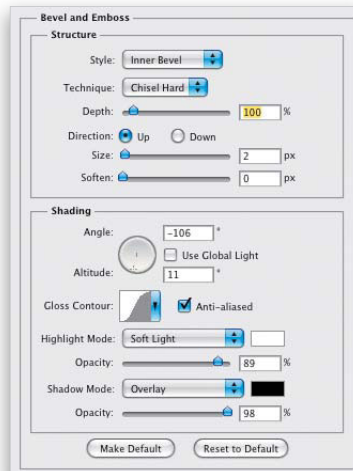 Bevel and Emboss
Structure
Style: Inner Bevel
Technique: Chisel Hard
Depth: 100 %
Direction: Up Down
Size: 2 px
Soften: 0 px
Shading
Angle: -106 °
Use Global Light
Altitude: 11 °
Gloss Contour: Anti-aliased
Highlight Mode: Soft Light
Opacity: 89 %
Shadow Mode: Overlay
Opacity: 98 %
Make Default Reset to Default